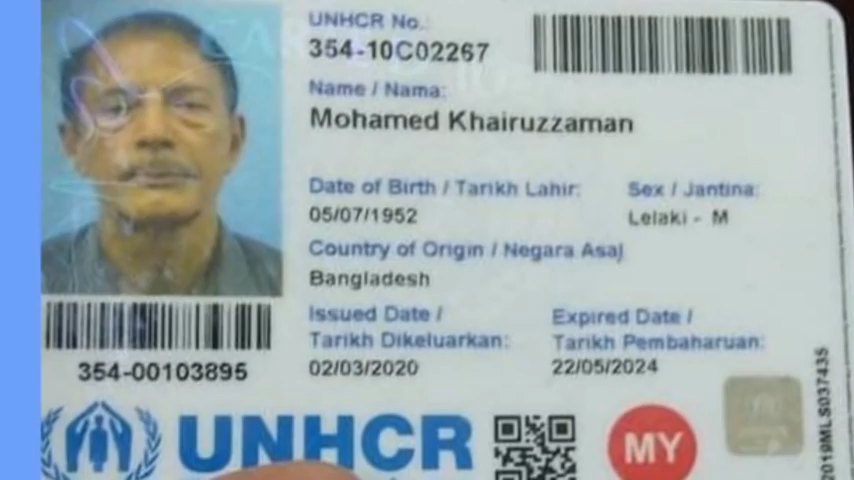 UNHCR No.:
354-10C02267
Name / Nama:
Mohamed Khairuzzaman
Date of Birth / Tarikh Lahir:
Sex / Jantina:
05/07/1952
Lelaki - M
Country of Origin / Negara Asal
Bangladesh
Issued Date /
Tarikh Dikeluarkan:
Expired Date /
Tarikh Pembaharuan:
02/03/2020
22/05/2024
354-00103895
UNHCR
MY
2019MLS037435